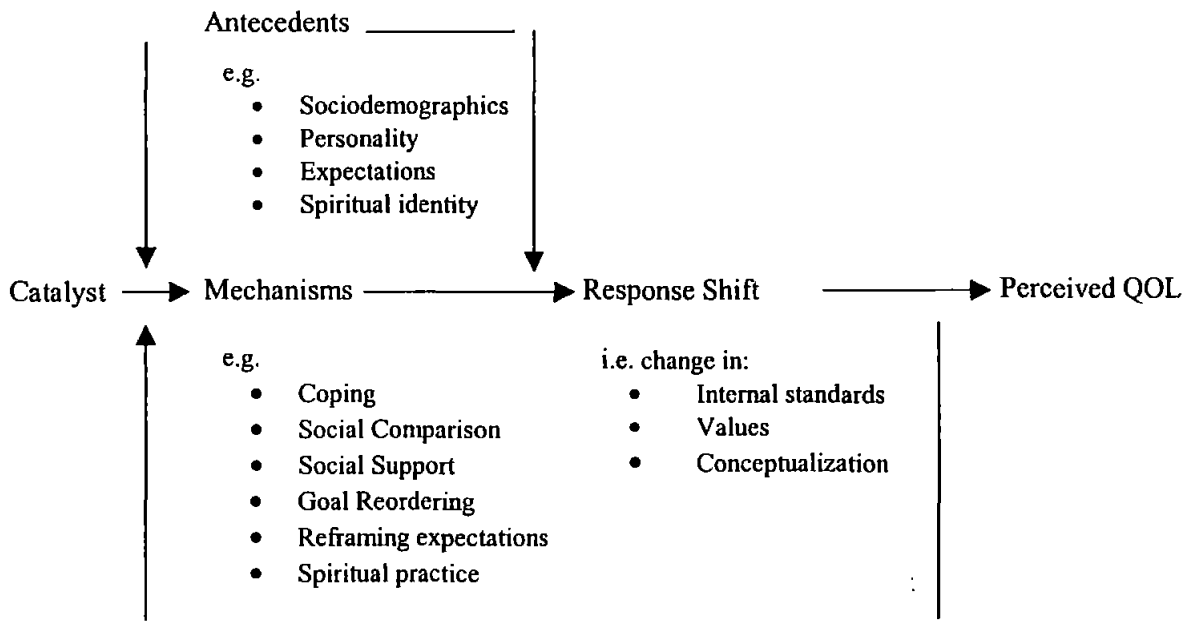 Antecedents
e.g.
• Sociodemographics
• Personality
• Expectations
• Spiritual identity
Catalyst Mechanisms Response Shift Perceived QOL
e.g.
• Coping
• Social Comparison
• Social Support
• Goal Reordering
• Reframing expectations
• Spiritual practice
i.e. change in:
• Internal standards
• Values
• Conceptualization